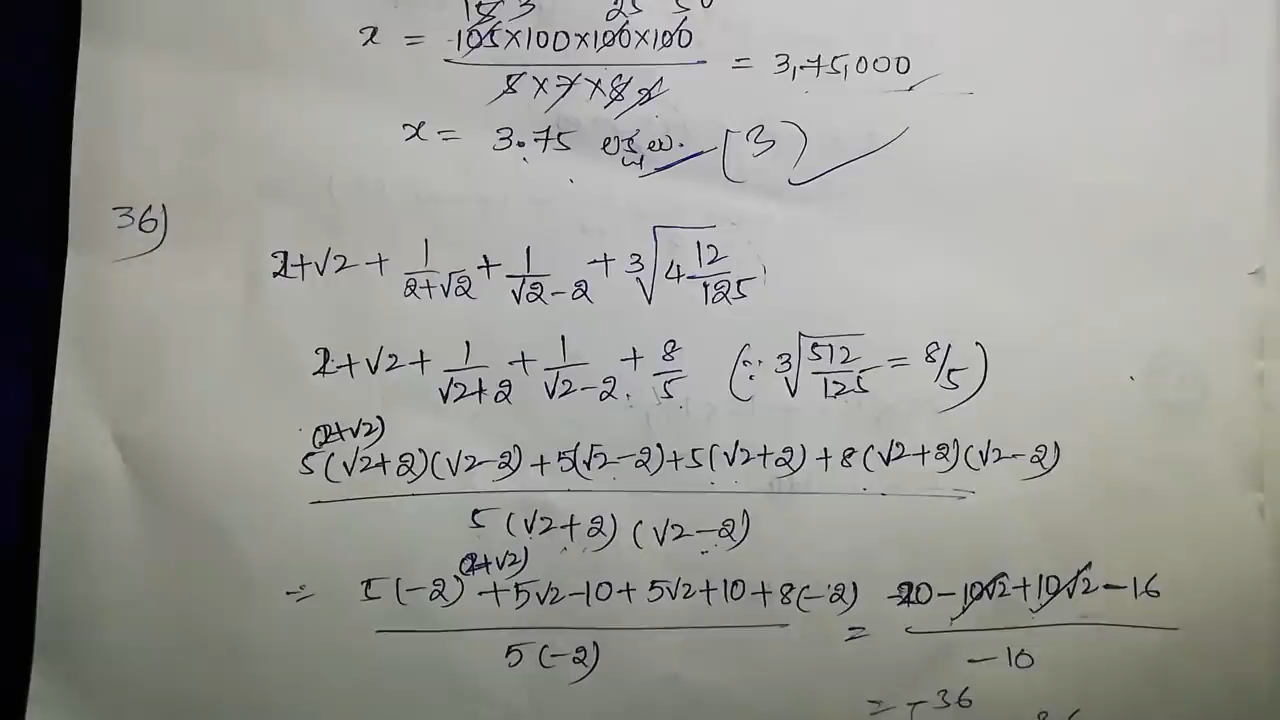 x = 105×100×100×100 / 8×7×8×2 = 3,75,000
x = 3.75 లక్షలు. (3)
36)
2+√2 + 1/2+√2 + 1/√2-2 + ∛4 12/125
2+√2 + 1/√2+2 + 1/√2-2 + 8/5 (∵ ∛512/125 = 8/5)
(2+√2)
5(√2+2)(√2-2)+5(√2-2)+5(√2+2)+8(√2+2)(√2-2)
5(√2+2)(√2-2)
(2+√2)
= 5(-2) +5√2-10+5√2+10+8(-2) / 5(-2) = -20-10√2+10√2-16 / -10
= -36